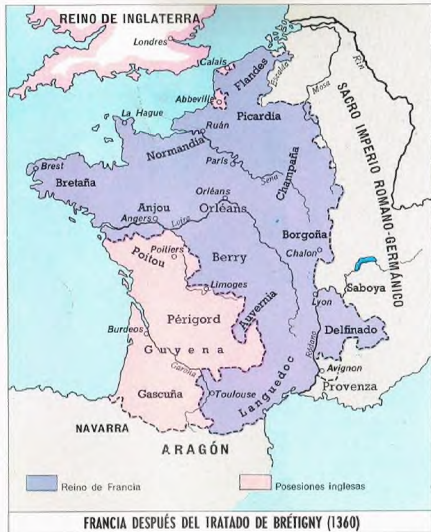 REINO DE INGLATERRA
Londres
Calais
Flandes
Escalda
Mosa
Rin
Abbeville
Picardía
La Hague
Ruán
Normandía
SACRO IMPERIO ROMANO-GERMÁNICO
París
Sena
Champaña
Brest
Bretaña
Orleáns
Orléans
Anjou
Angers
Loira
Borgoña
Poitiers
Poitou
Berry
Chalon
Limoges
Saboya
Auvernia
Lyon
Périgord
Delfinado
Burdeos
Guyena
Ródano
Garona
Languedoc
Avignon
Provenza
Gascuña
Toulouse
NAVARRA
ARAGÓN
Reino de Francia
Posesiones inglesas
FRANCIA DESPUÉS DEL TRATADO DE BRÉTIGNY (1360)